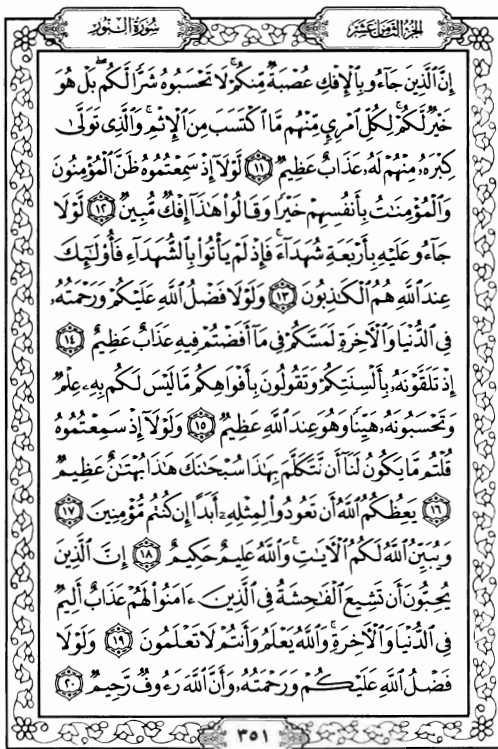 الجزء الثامن عشر
سورة النور
إِنَّ ٱلَّذِينَ جَآءُو بِٱلْإِفْكِ عُصْبَةٌ مِّنكُمْ ۚ لَا تَحْسَبُوهُ شَرًّا لَّكُم ۖ بَلْ هُوَ
خَيْرٌ لَّكُمْ ۚ لِكُلِّ ٱمْرِئٍ مِّنْهُم مَّا ٱكْتَسَبَ مِنَ ٱلْإِثْمِ ۚ وَٱلَّذِى تَوَلَّىٰ
كِبْرَهُۥ مِنْهُمْ لَهُۥ عَذَابٌ عَظِيمٌ ١١ لَّوْلَآ إِذْ سَمِعْتُمُوهُ ظَنَّ ٱلْمُؤْمِنُونَ
وَٱلْمُؤْمِنَٰتُ بِأَنفُسِهِمْ خَيْرًا وَقَالُوا۟ هَٰذَآ إِفْكٌ مُّبِينٌ ١٢ لَّوْلَا
جَآءُو عَلَيْهِ بِأَرْبَعَةِ شُهَدَآءَ ۚ فَإِذْ لَمْ يَأْتُوا۟ بِٱلشُّهَدَآءِ فَأُو۟لَٰٓئِكَ
عِندَ ٱللَّهِ هُمُ ٱلْكَٰذِبُونَ ١٣ وَلَوْلَا فَضْلُ ٱللَّهِ عَلَيْكُمْ وَرَحْمَتُهُۥ
فِى ٱلدُّنْيَا وَٱلْءَاخِرَةِ لَمَسَّكُمْ فِى مَآ أَفَضْتُمْ فِيهِ عَذَابٌ عَظِيمٌ ١٤
إِذْ تَلَقَّوْنَهُۥ بِأَلْسِنَتِكُمْ وَتَقُولُونَ بِأَفْوَاهِكُم مَّا لَيْسَ لَكُم بِهِۦ عِلْمٌ
وَتَحْسَبُونَهُۥ هَيِّنًا وَهُوَ عِندَ ٱللَّهِ عَظِيمٌ ١٥ وَلَوْلَآ إِذْ سَمِعْتُمُوهُ
قُلْتُم مَّا يَكُونُ لَنَآ أَن نَّتَكَلَّمَ بِهَٰذَا سُبْحَٰنَكَ هَٰذَا بُهْتَٰنٌ عَظِيمٌ
١٦ يَعِظُكُمُ ٱللَّهُ أَن تَعُودُوا۟ لِمِثْلِهِۦٓ أَبَدًا إِن كُنتُم مُّؤْمِنِينَ ١٧
وَيُبَيِّنُ ٱللَّهُ لَكُمُ ٱلْءَايَٰتِ ۚ وَٱللَّهُ عَلِيمٌ حَكِيمٌ ١٨ إِنَّ ٱلَّذِينَ
يُحِبُّونَ أَن تَشِيعَ ٱلْفَٰحِشَةُ فِى ٱلَّذِينَ ءَامَنُوا۟ لَهُمْ عَذَابٌ أَلِيمٌ
فِى ٱلدُّنْيَا وَٱلْءَاخِرَةِ ۚ وَٱللَّهُ يَعْلَمُ وَأَنتُمْ لَا تَعْلَمُونَ ١٩ وَلَوْلَا
فَضْلُ ٱللَّهِ عَلَيْكُمْ وَرَحْمَتُهُۥ وَأَنَّ ٱللَّهَ رَءُوفٌ رَّحِيمٌ ٢٠
٣٥١